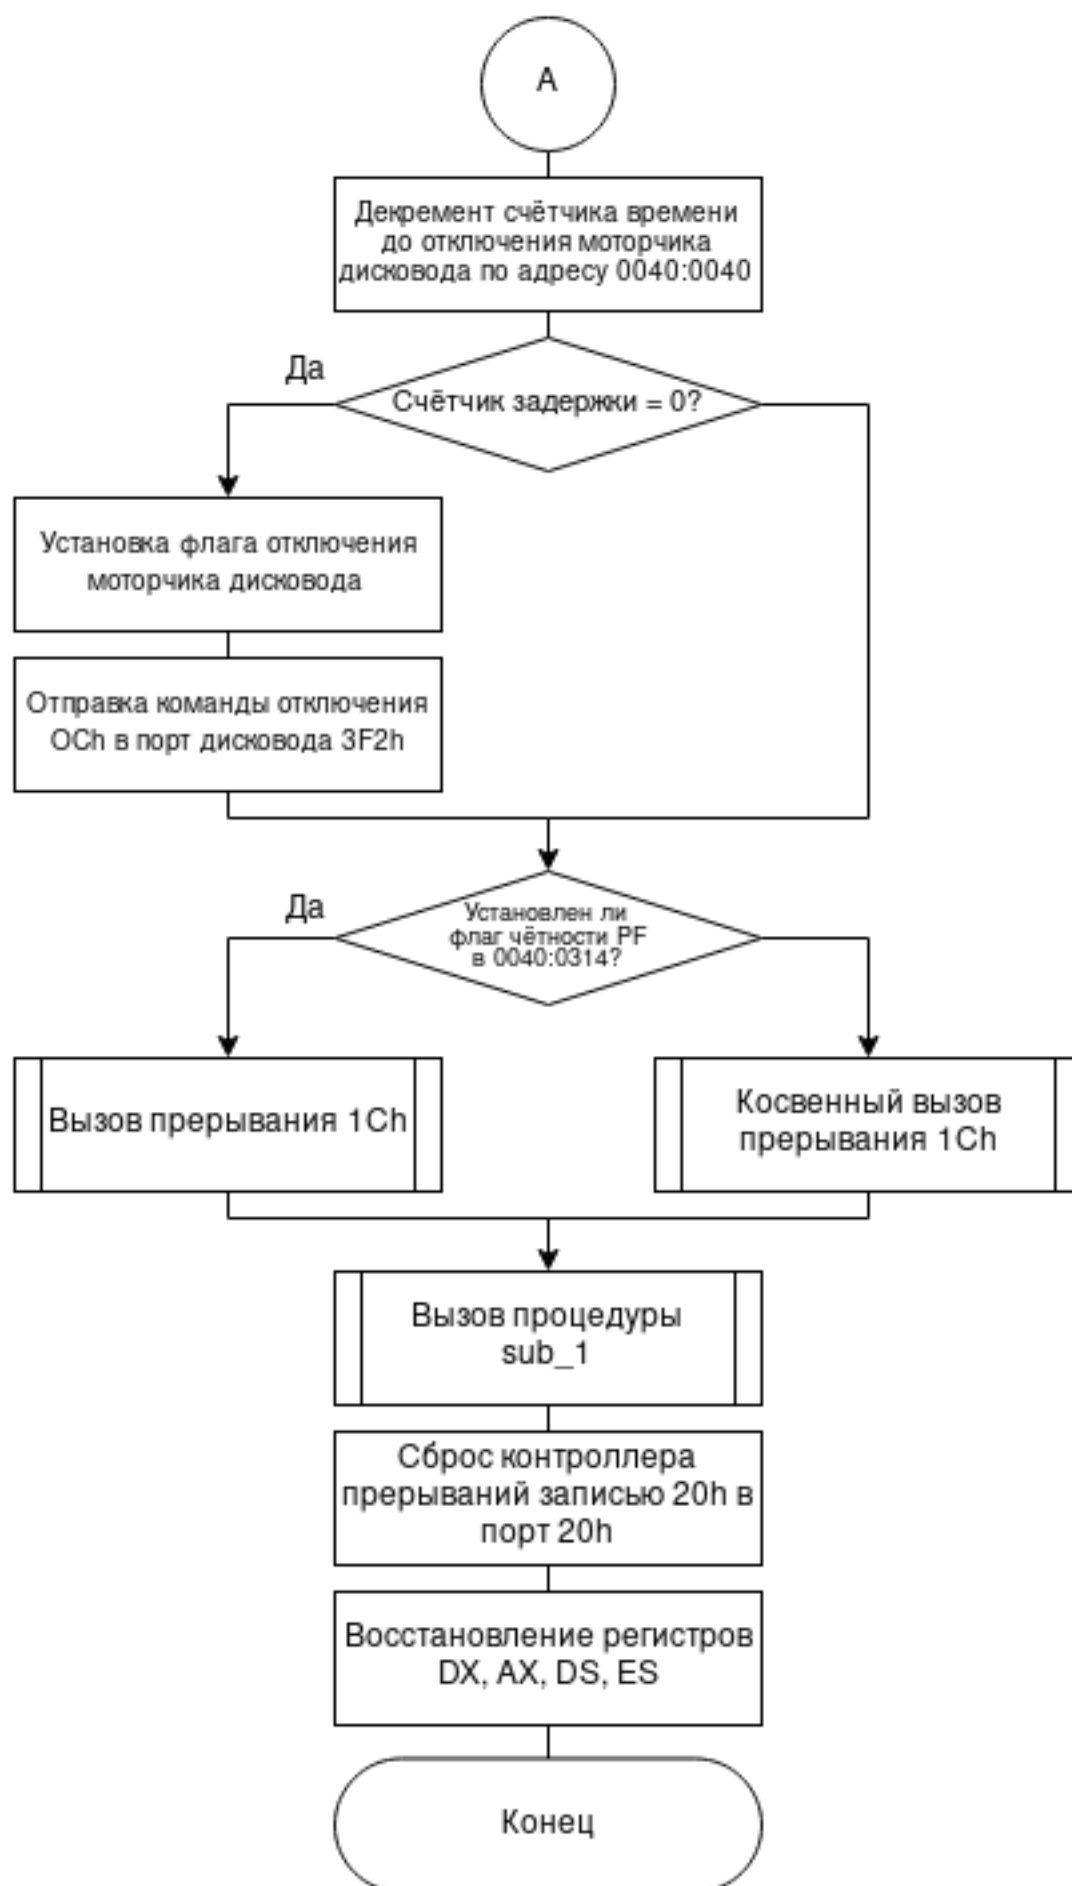 А
Декремент счётчика времени
до отключения моторчика
дисковода по адресу 0040:0040
Да
Счётчик задержки = 0?
Установка флага отключения
моторчика дисковода
Отправка команды отключения
OCh в порт дисковода 3F2h
Да
Установлен ли
флаг чётности PF
в 0040:0314?
Вызов прерывания 1Ch
Косвенный вызов
прерывания 1Ch
Вызов процедуры
sub_1
Сброс контроллера
прерываний записью 20h в
порт 20h
Восстановление регистров
DX, AX, DS, ES
Конец